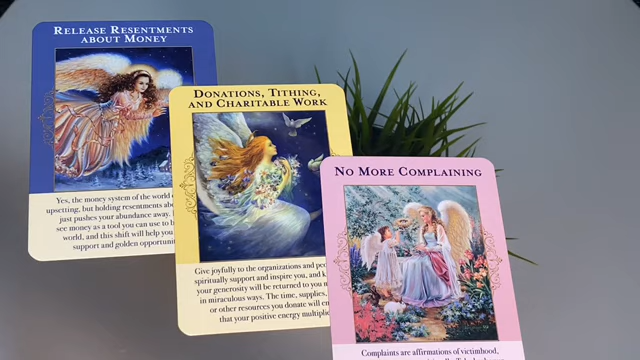 RELEASE RESENTMENTS
ABOUT MONEY
Yes, the money system of the world
upsetting, but holding resentments
just pushes your abundance away.
see money as a tool you can use to
world, and this shift will help you
support and golden
DONATIONS, TITHING,
AND CHARITABLE WORK
Give joyfully to the organizations and
spiritually support and inspire you, and
your generosity will be returned to
in miraculous ways. The time, supplies,
or other resources you donate will
that your positive energy
NO MORE COMPLAINING
Complaints are affirmations of victimhood,